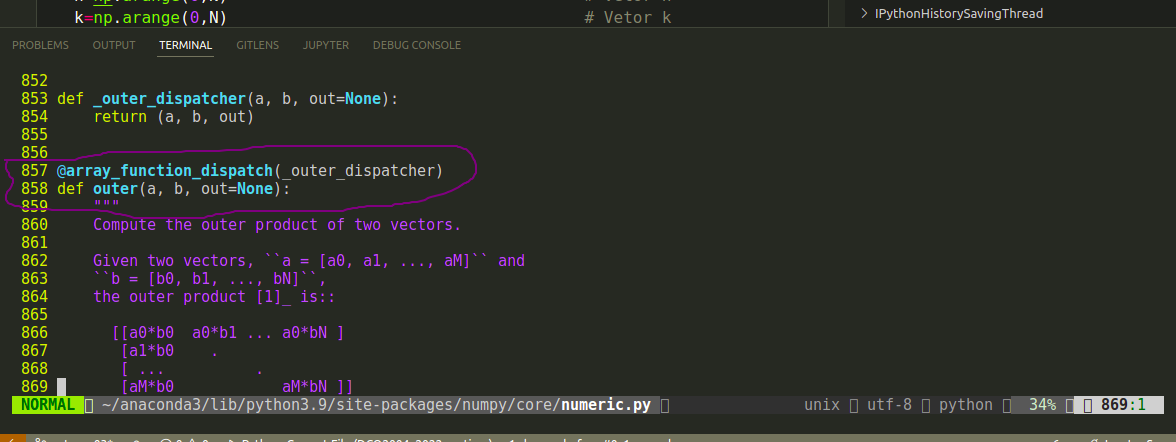 k=np.arange(0,N) # Vetor k
IPythonHistorySavingThread
PROBLEMS OUTPUT TERMINAL GITLENS JUPYTER DEBUG CONSOLE
852
853 def _outer_dispatcher(a, b, out=None):
854     return (a, b, out)
855
856
857 @array_function_dispatch(_outer_dispatcher)
858 def outer(a, b, out=None):
859     """
860     Compute the outer product of two vectors.
861
862     Given two vectors, ``a = [a0, a1, ..., aM]`` and
863     ``b = [b0, b1, ..., bN]``,
864     the outer product [1]_ is::
865
866       [[a0*b0  a0*b1 ... a0*bN ]
867        [a1*b0    .
868        [ ...          .
869        [aM*b0            aM*bN ]]
NORMAL ~/anaconda3/lib/python3.9/site-packages/numpy/core/numeric.py unix utf-8 python 34% 869:1